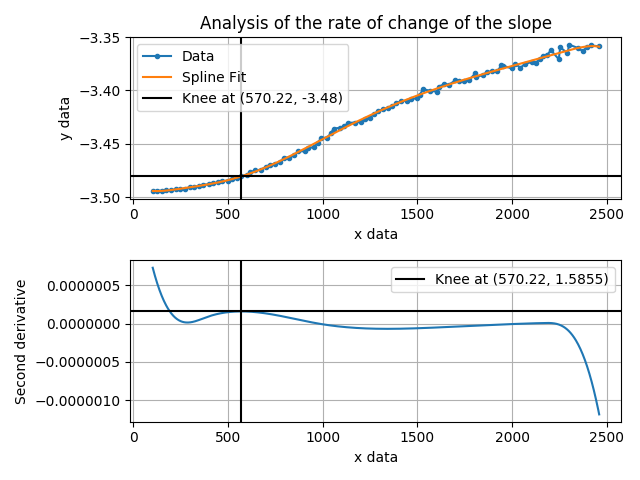 Analysis of the rate of change of the slope
y data
−3.35
−3.40
−3.45
−3.50
Data
Spline Fit
Knee at (570.22, -3.48)
0
500
1000
1500
2000
2500
x data
Second derivative
0.0000005
0.0000000
−0.0000005
−0.0000010
Knee at (570.22, 1.5855)
0
500
1000
1500
2000
2500
x data